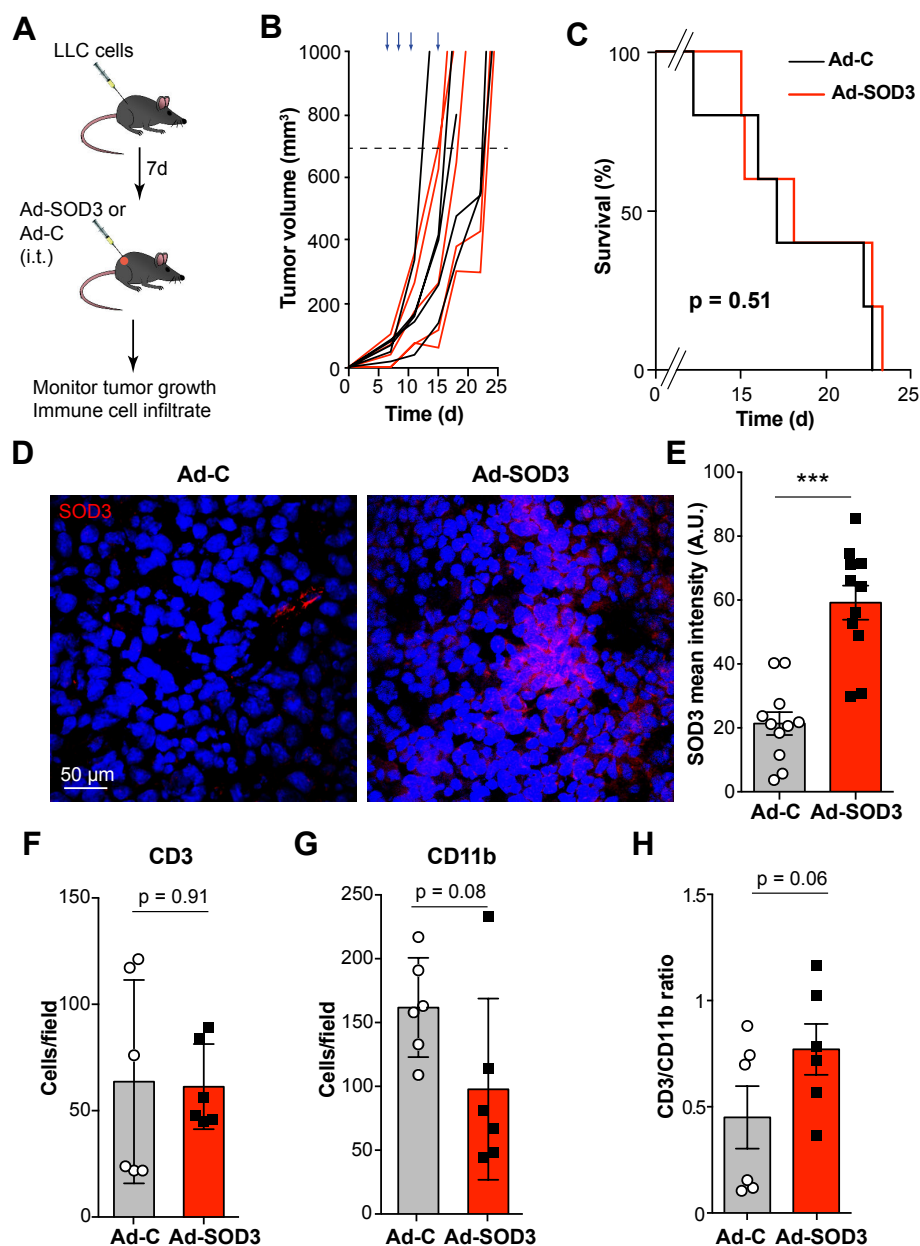 A
LLC cells
7d
Ad-SOD3 or
Ad-C
(i.t.)
Monitor tumor growth
Immune cell infiltrate
B
Tumor volume (mm³)
1000
800
600
400
200
0
0 5 10 15 20 25
Time (d)
C
Survival (%)
100
50
0
Ad-C
Ad-SOD3
p = 0.51
0 15 20 25
Time (d)
D
Ad-C
Ad-SOD3
SOD3
50 µm
E
SOD3 mean intensity (A.U.)
100
80
60
40
20
0
***
Ad-C Ad-SOD3
F
CD3
p = 0.91
Cells/field
150
100
50
0
Ad-C Ad-SOD3
G
CD11b
p = 0.08
Cells/field
250
200
150
100
50
0
Ad-C Ad-SOD3
H
p = 0.06
CD3/CD11b ratio
1.5
1
0.5
0
Ad-C Ad-SOD3